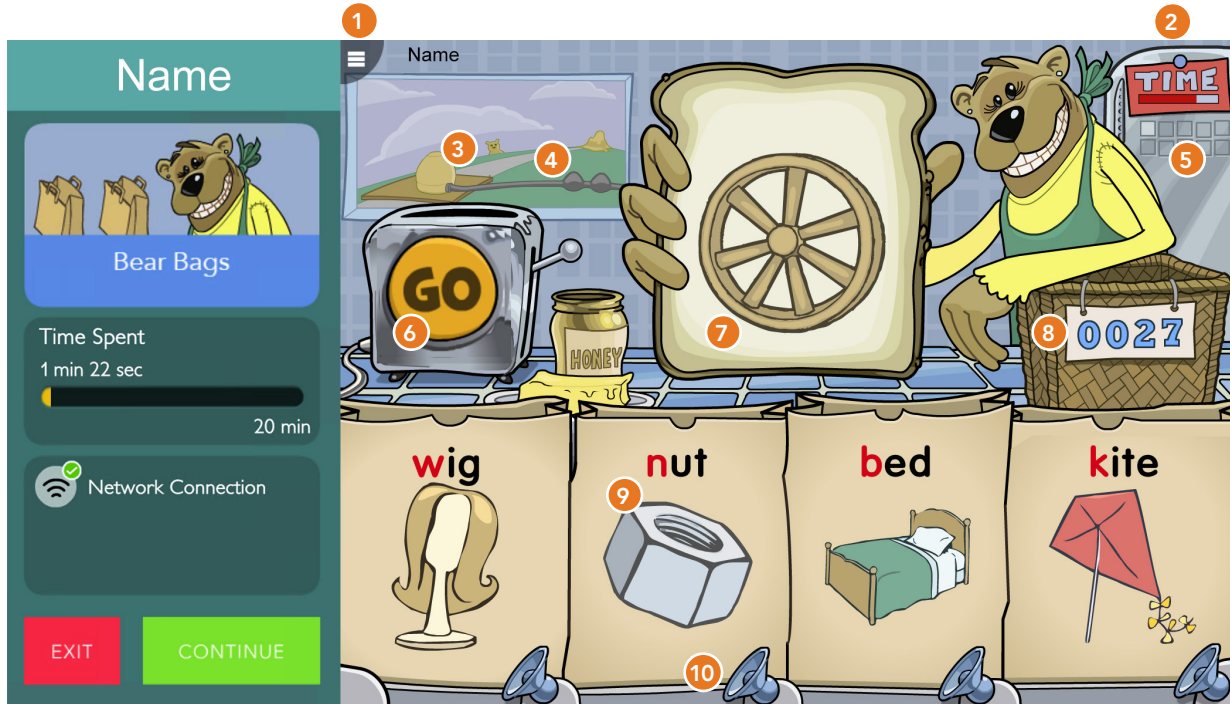 1
2
Name
Name
TIME
3
4
5
Bear Bags
GO
6
7
8
0027
HONEY
Time Spent
1 min 22 sec
20 min
wig
nut
bed
kite
9
Network Connection
EXIT
CONTINUE
10